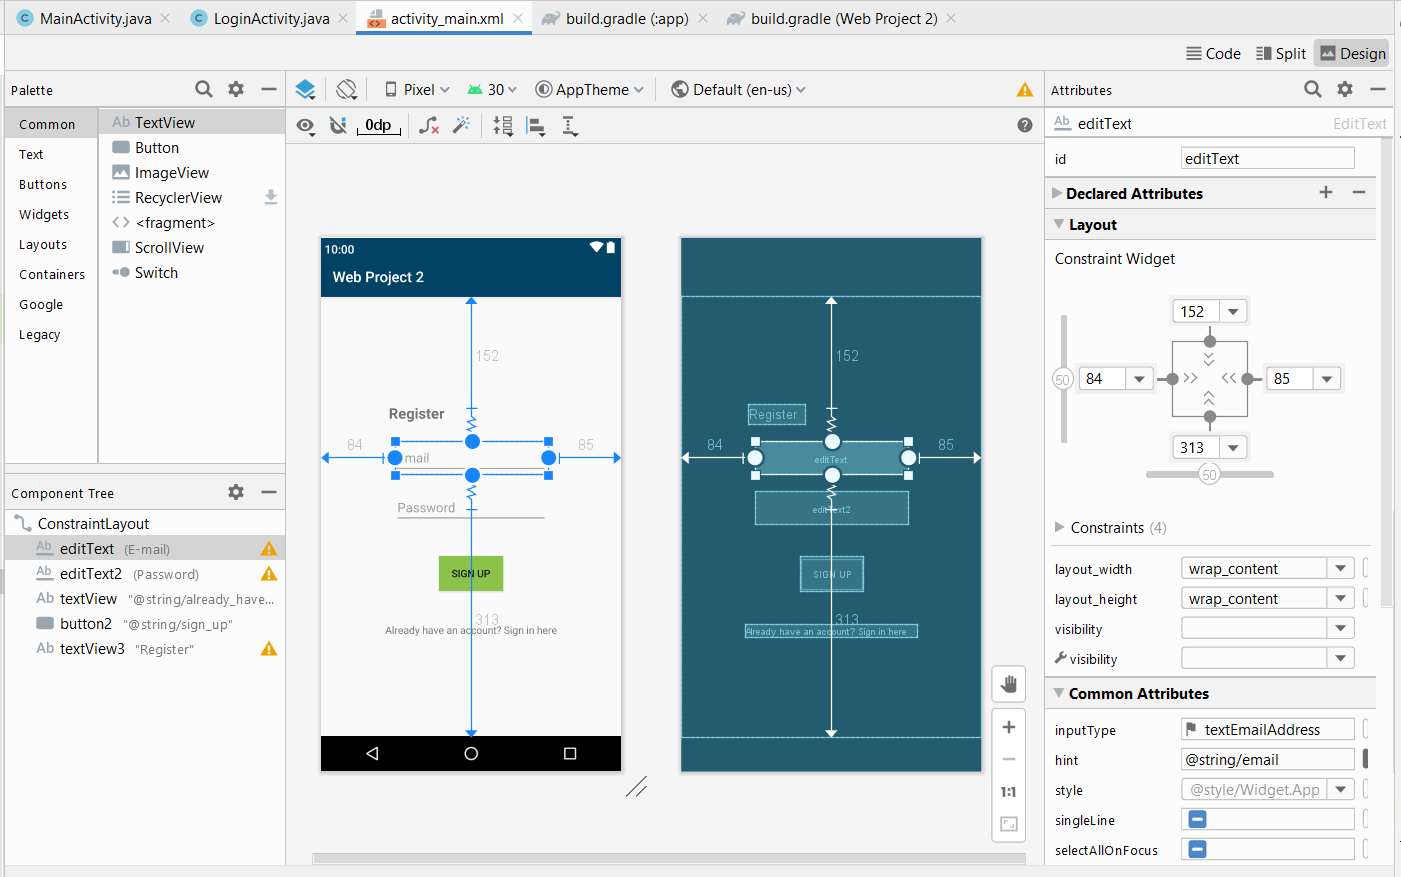 MainActivity.java
LoginActivity.java
activity_main.xml
build.gradle (:app)
build.gradle (Web Project 2)
Code
Split
Design
Palette
Pixel
30
AppTheme
Default (en-us)
Attributes
0dp
Common
Text
Buttons
Widgets
Layouts
Containers
Google
Legacy
Ab TextView
Button
ImageView
RecyclerView
<fragment>
ScrollView
Switch
Component Tree
ConstraintLayout
Ab editText (E-mail)
Ab editText2 (Password)
Ab textView "@string/already_have...
button2 "@string/sign_up"
Ab textView3 "Register"
10:00
Web Project 2
152
Register
84
mail
85
Password
SIGN UP
313
Already have an account? Sign in here
152
Register
84
editText
85
editText2
SIGN UP
313
Already have an account? Sign in here
1:1
Ab editText
EditText
id
editText
Declared Attributes
Layout
Constraint Widget
152
50
84
85
313
50
Constraints (4)
layout_width
wrap_content
layout_height
wrap_content
visibility
visibility
Common Attributes
inputType
textEmailAddress
hint
@string/email
style
@style/Widget.App
singleLine
selectAllOnFocus